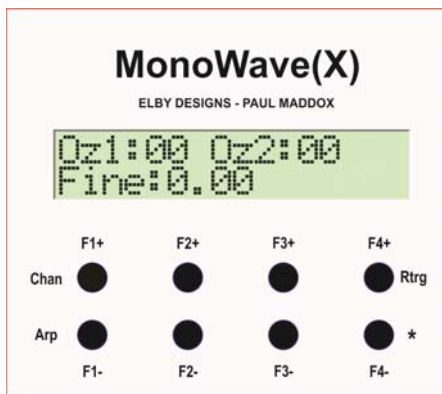 MonoWave(X)
ELBY DESIGNS - PAUL MADDOX
Oz1:00 Oz2:00
Fine:0.00
F1+ F2+ F3+ F4+
Chan Rtrg
Arp *
F1- F2- F3- F4-